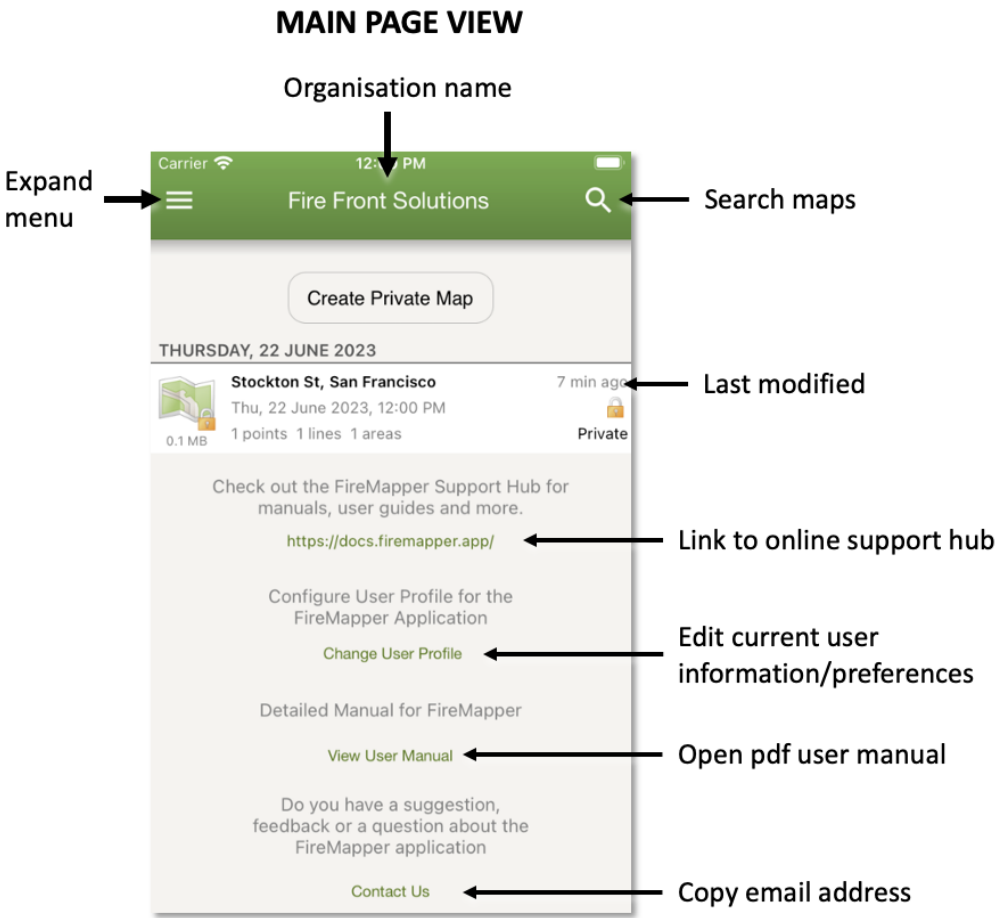 MAIN PAGE VIEW
Organisation name
Carrier
PM
Expand
menu
Fire Front Solutions
Search maps
Create Private Map
THURSDAY, 22 JUNE 2023
Stockton St, San Francisco
7 min ago
Last modified
Thu, 22 June 2023, 12:00 PM
0.1 MB
1 points 1 lines 1 areas
Private
Check out the FireMapper Support Hub for
manuals, user guides and more.
https://docs.firemapper.app/
Link to online support hub
Configure User Profile for the
FireMapper Application
Change User Profile
Edit current user
information/preferences
Detailed Manual for FireMapper
View User Manual
Open pdf user manual
Do you have a suggestion,
feedback or a question about the
FireMapper application
Contact Us
Copy email address